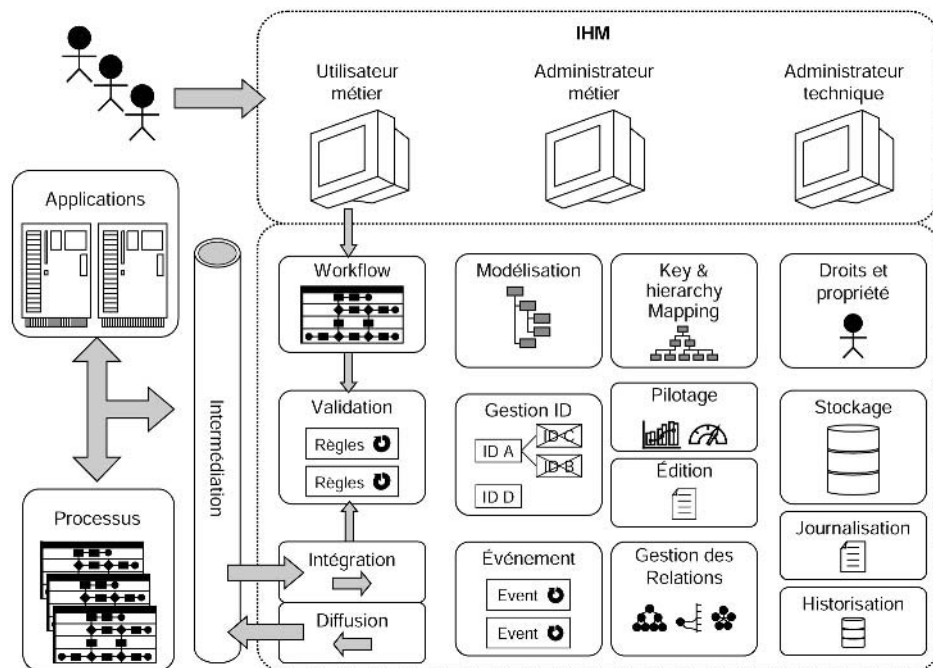 IHM
Utilisateur
métier
Administrateur
métier
Administrateur
technique
Applications
Intermédiation
Processus
Workflow
Modélisation
Key &
hierarchy
Mapping
Droits et
propriété
Validation
Règles
Règles
Gestion ID
ID A
ID C
ID B
ID D
Pilotage
Édition
Stockage
Intégration
Diffusion
Événement
Event
Event
Gestion des
Relations
Journalisation
Historisation